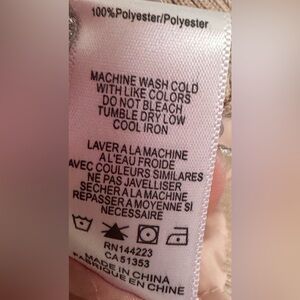 100%Polyester/Polyester
MACHINE WASH COLD
WITH LIKE COLORS
DO NOT BLEACH
TUMBLE DRY LOW
COOL IRON
LAVER A LA MACHINE
A L'EAU FROIDE
AVEC COULEURS SIMILAIRES
NE PAS JAVELLISER
SECHER A LA MACHINE
REPASSER A MOYENNE SI
NECESSAIRE
RN144223
CA51353
MADE IN CHINA
FABRIQUE EN CHINE